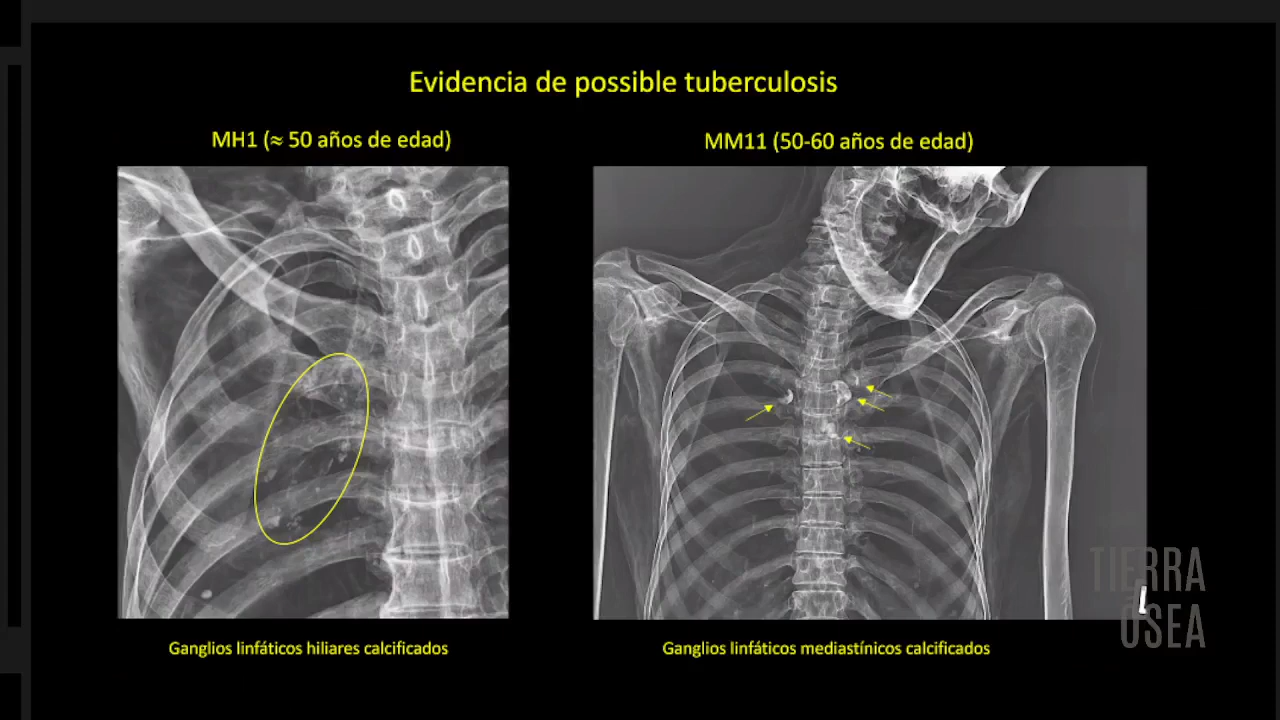 Evidencia de possible tuberculosis
MH1 (≈ 50 años de edad)
MM11 (50-60 años de edad)
Ganglios linfáticos hiliares calcificados
Ganglios linfáticos mediastínicos calcificados
TIERRA
ÓSEA